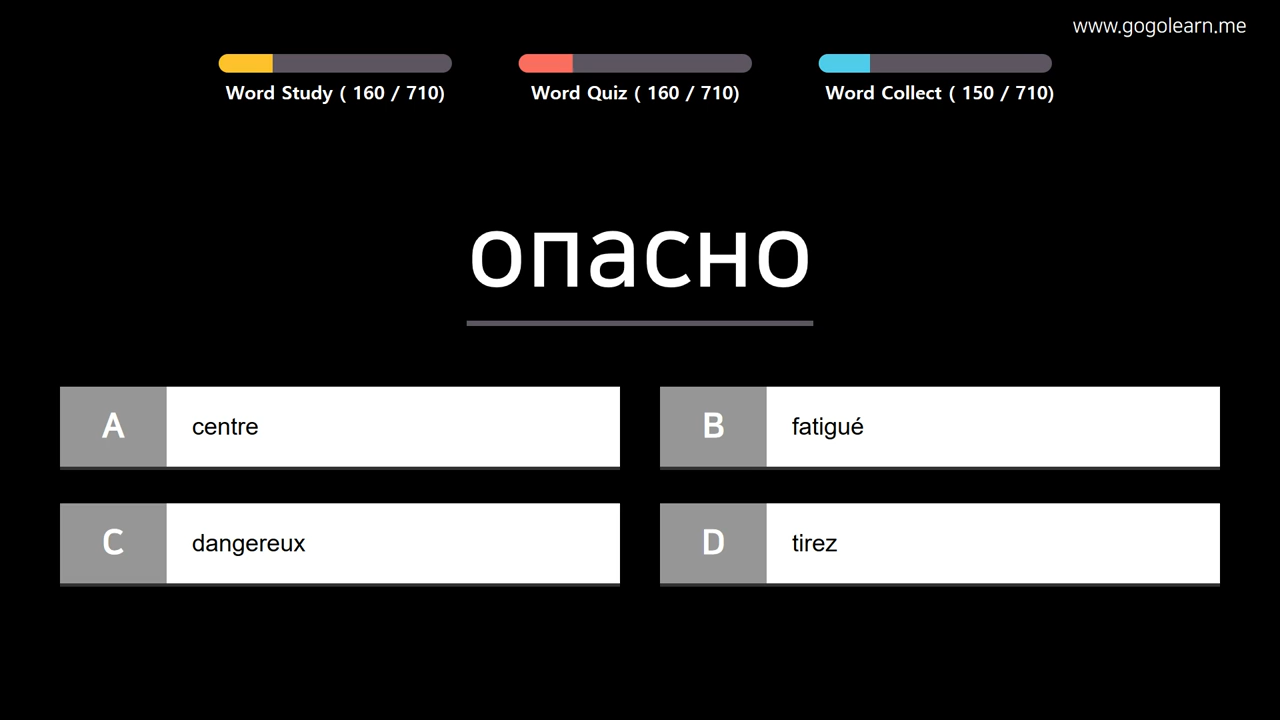 www.gogolearn.me
Word Study ( 160 / 710)
Word Quiz ( 160 / 710)
Word Collect ( 150 / 710)
опасно
A centre
B fatigué
C dangereux
D tirez